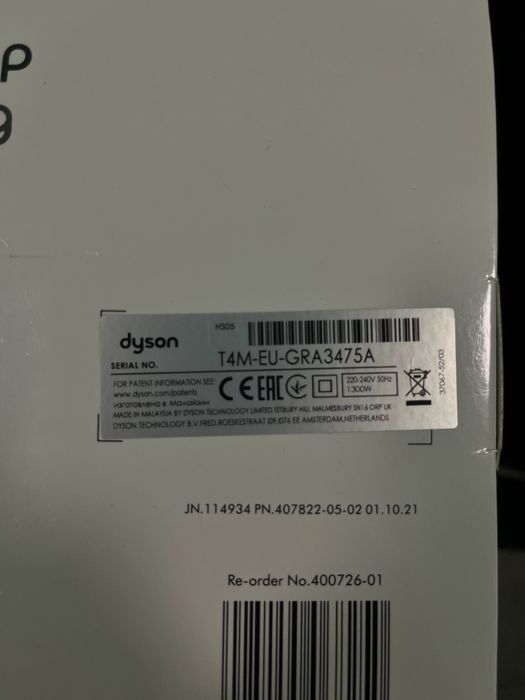 P
g
HS05
dyson
SERIAL NO.
T4M-EU-GRA3475A
FOR PATENT INFORMATION SEE:
www.dyson.com/patents
изготовлено в Малайзии
CE EAC
220-240V 50Hz
1300W
37067-52/03
MADE IN MALAYSIA BY DYSON TECHNOLOGY LIMITED TETBURY HILL MALMESBURY SN16 0RP UK
DYSON TECHNOLOGY B.V.,FRED.ROESKESTRAAT 109,1076 EE AMSTERDAM,NETHERLANDS
JN.114934 PN.407822-05-02 01.10.21
Re-order No.400726-01